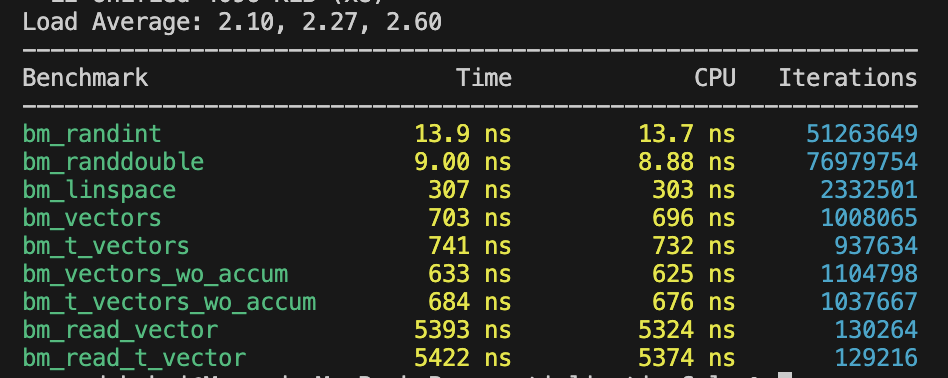 Load Average: 2.10, 2.27, 2.60
Benchmark Time CPU Iterations
bm_randint 13.9 ns 13.7 ns 51263649
bm_randdouble 9.00 ns 8.88 ns 76979754
bm_linspace 307 ns 303 ns 2332501
bm_vectors 703 ns 696 ns 1008065
bm_t_vectors 741 ns 732 ns 937634
bm_vectors_wo_accum 633 ns 625 ns 1104798
bm_t_vectors_wo_accum 684 ns 676 ns 1037667
bm_read_vector 5393 ns 5324 ns 130264
bm_read_t_vector 5422 ns 5374 ns 129216